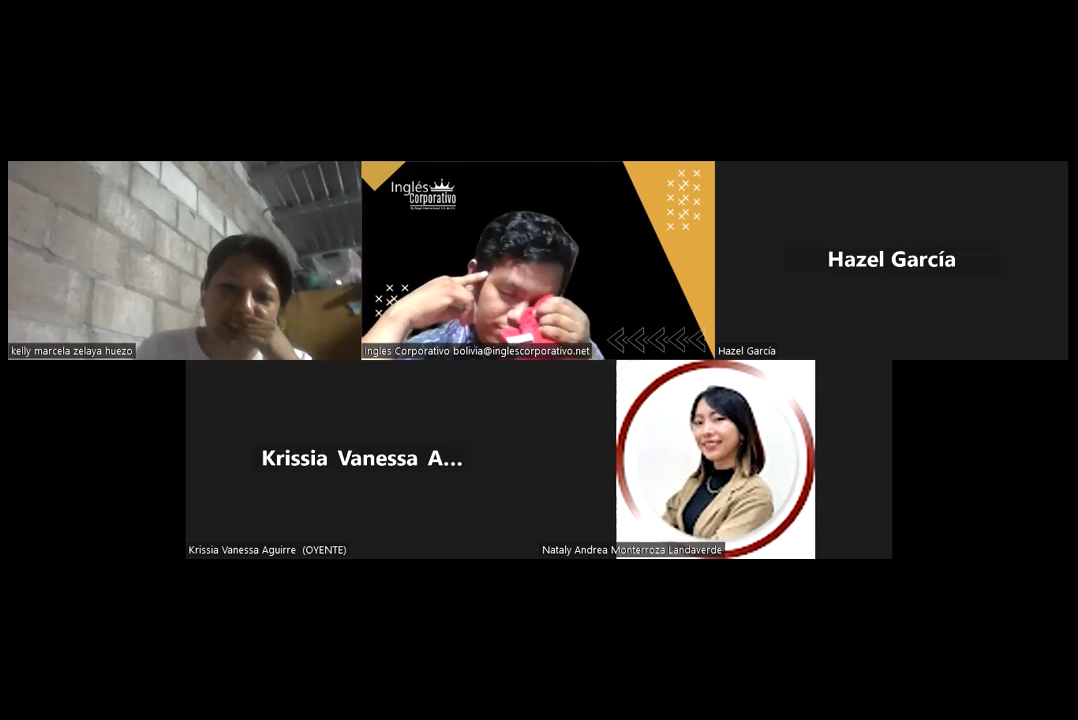 Inglés
Corporativo
kelly marcela zelaya huezo
Ingles Corporativo bolivia@inglescorporativo.net
Hazel García
Hazel García
Krissia Vanessa A...
Krissia Vanessa Aguirre (OYENTE)
Nataly Andrea Monterroza Landaverde